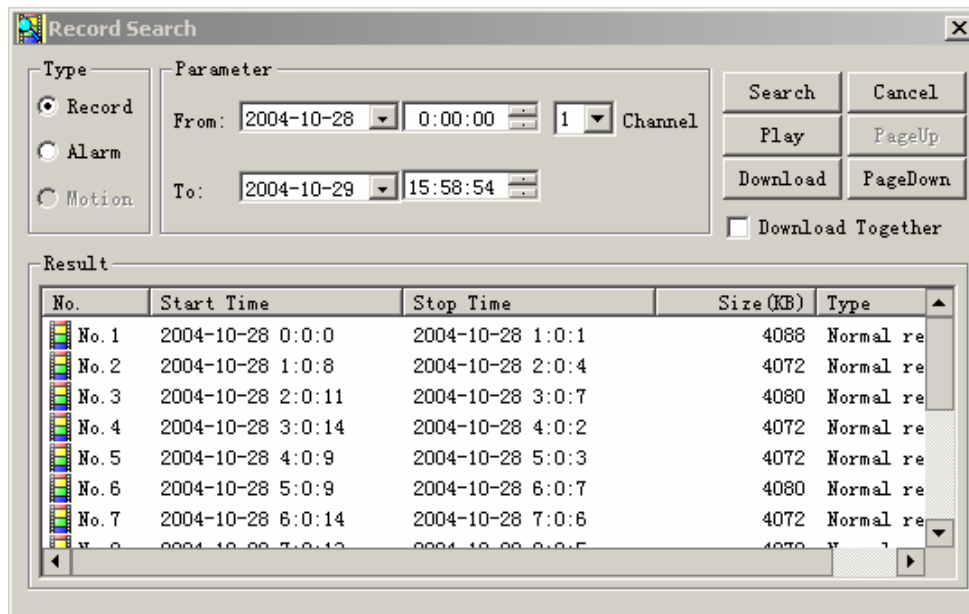 Record Search
Type
Record
Alarm
Motion
Parameter
From: 2004-10-28 0:00:00 1 Channel
To: 2004-10-29 15:58:54
Search Cancel
Play PageUp
Download PageDown
Download Together
Result
No. Start Time Stop Time Size(KB) Type
No.1 2004-10-28 0:0:0 2004-10-28 1:0:1 4088 Normal re
No.2 2004-10-28 1:0:8 2004-10-28 2:0:4 4072 Normal re
No.3 2004-10-28 2:0:11 2004-10-28 3:0:7 4080 Normal re
No.4 2004-10-28 3:0:14 2004-10-28 4:0:2 4072 Normal re
No.5 2004-10-28 4:0:9 2004-10-28 5:0:3 4072 Normal re
No.6 2004-10-28 5:0:9 2004-10-28 6:0:7 4080 Normal re
No.7 2004-10-28 6:0:14 2004-10-28 7:0:6 4072 Normal re